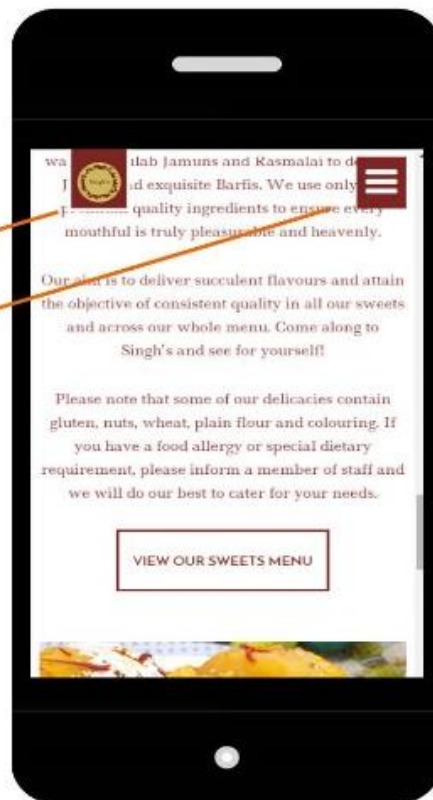 wa ulab Jamuns and Rasmalai to
J d exquisite Barfis. We use only
quality ingredients to ensure every
mouthful is truly pleasurable and heavenly.
Singh's
Our aim is to deliver succulent flavours and attain
the objective of consistent quality in all our sweets
and across our whole menu. Come along to
Singh's and see for yourself!
Please note that some of our delicacies contain
gluten, nuts, wheat, plain flour and colouring. If
you have a food allergy or special dietary
requirement, please inform a member of staff and
we will do our best to cater for your needs.
VIEW OUR SWEETS MENU